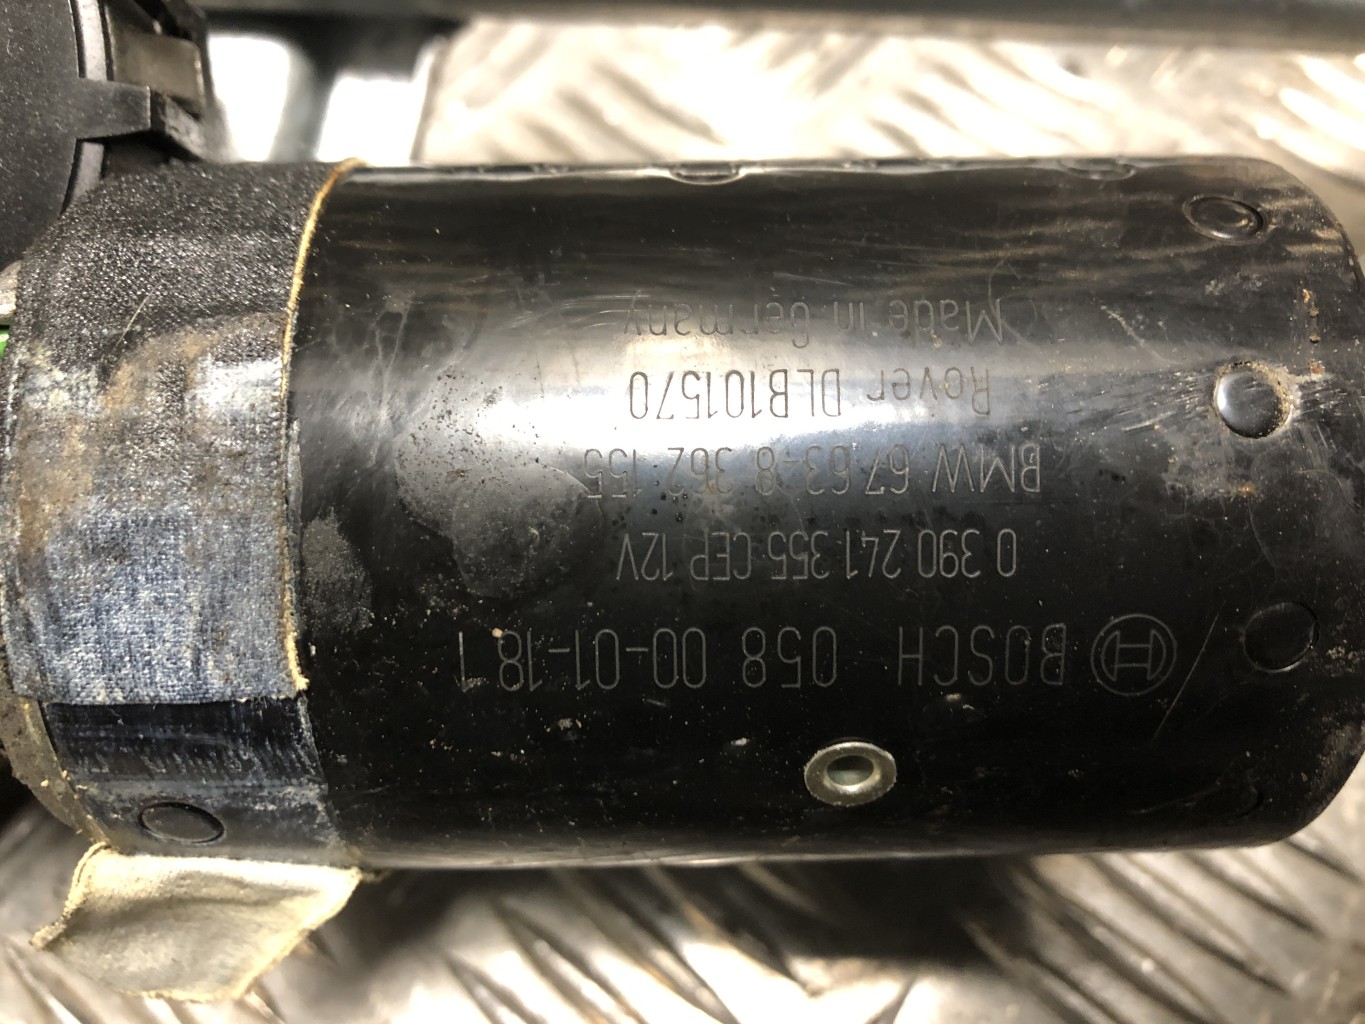 BOSCH 058 00-01-18 1
0 390 241 355 CEP 12V
BMW 67.63-8 362 155
Rover DLB101570
Made in Germany